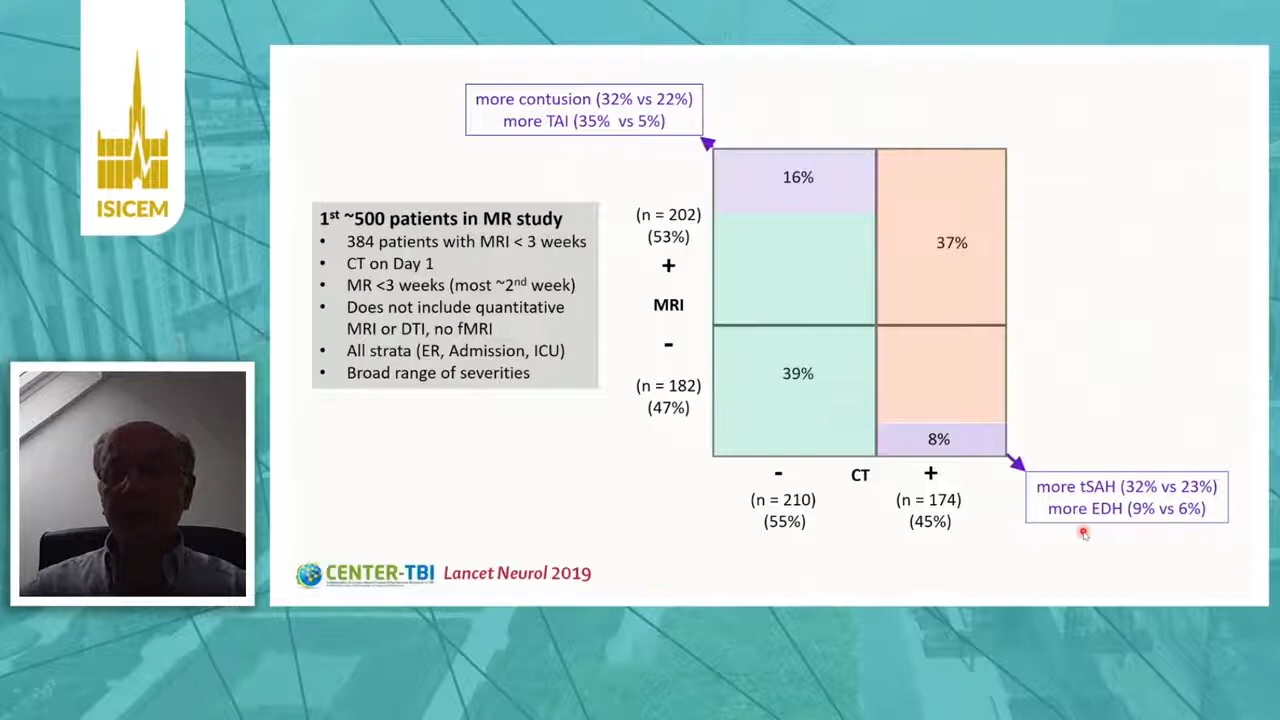 ISICEM
more contusion (32% vs 22%)
more TAI (35% vs 5%)
1st ~500 patients in MR study
• 384 patients with MRI < 3 weeks
• CT on Day 1
• MR <3 weeks (most ~2nd week)
• Does not include quantitative
MRI or DTI, no fMRI
• All strata (ER, Admission, ICU)
• Broad range of severities
(n = 202)
(53%)
+
MRI
-
(n = 182)
(47%)
16%
37%
39%
8%
- CT +
(n = 210) (n = 174)
(55%) (45%)
more tSAH (32% vs 23%)
more EDH (9% vs 6%)
CENTER-TBI Lancet Neurol 2019